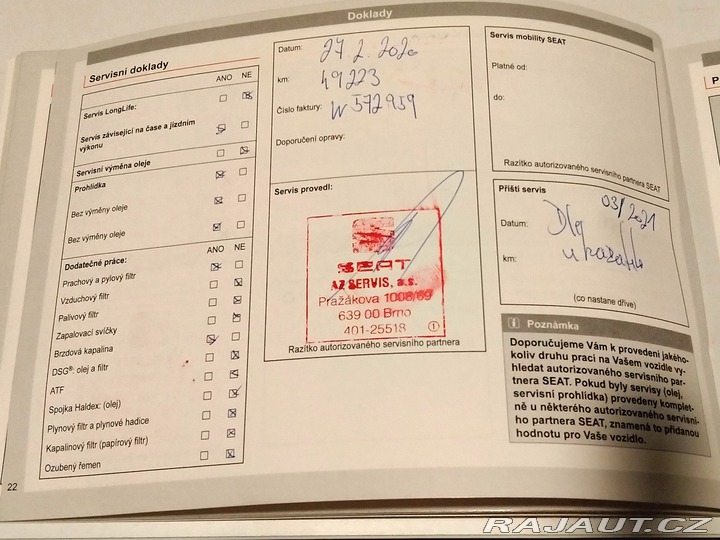 Doklady
Servisní doklady
ANO NE
Servis LongLife:
Servis závisející na čase a jízdním
výkonu
Servisní výměna oleje
Prohlídka
Bez výměny oleje
Bez výměny oleje
ANO NE
Dodatečné práce:
Prachový a pylový filtr
Vzduchový filtr
Palivový filtr
Zapalovací svíčky
Brzdová kapalina
DSG®: olej a filtr
ATF
Spojka Haldex: (olej)
Plynový filtr a plynové hadice
Kapalinový filtr (papírový filtr)
Ozubený řemen
22
Datum: 27 2. 2020
km: 49223
Číslo faktury: W 572959
Doporučení opravy:
Servis provedl:
SEAT
AZ SERVIS, a.s.
Pražákova 1008/69
639 00 Brno
401-25518 1
Razítko autorizovaného servisního partnera
Servis mobility SEAT
Platné od:
do:
Razítko autorizovaného servisního partnera SEAT
Příští servis
03/2021
Datum: Dle
km: ukazatele
(co nastane dříve)
i Poznámka
Doporučujeme Vám k provedení jakého-
koliv druhu prací na Vašem vozidle vy-
hledat autorizovaného servisního par-
tnera SEAT. Pokud byly servisy (olej,
servisní prohlídka) provedeny komplet-
ně u některého autorizovaného servisní-
ho partnera SEAT, znamená to přidanou
hodnotu pro Vaše vozidlo.
RAJAUT.CZ